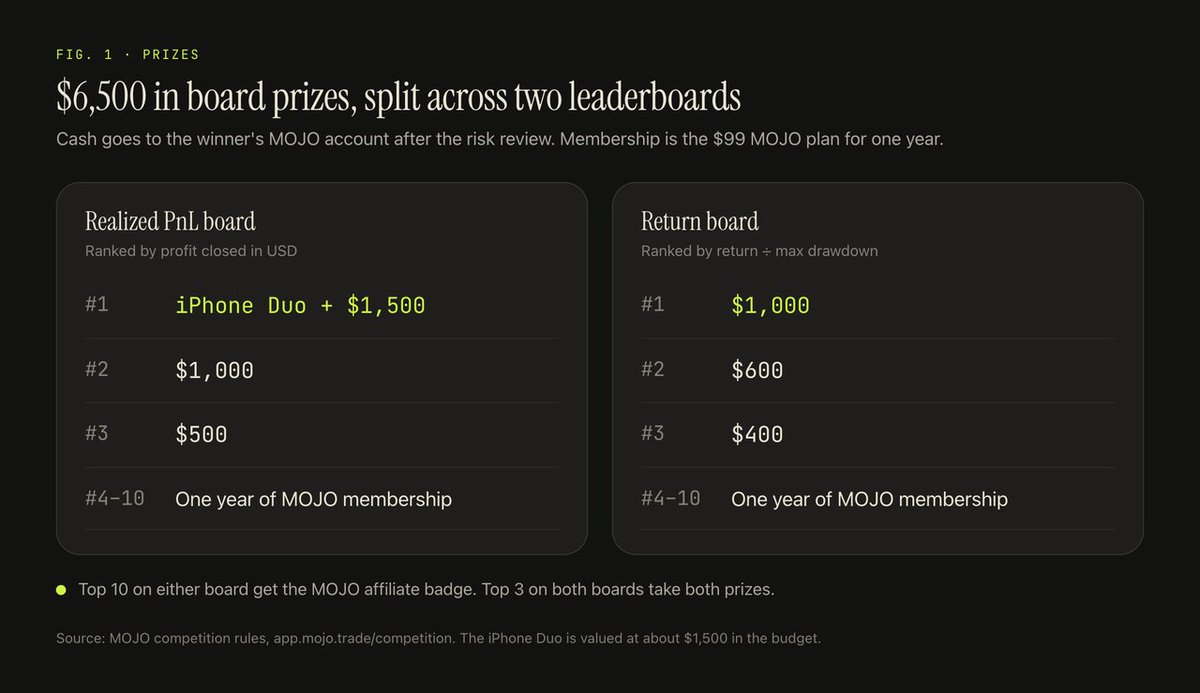 FIG. 1 · PRIZES
$6,500 in board prizes, split across two leaderboards
Cash goes to the winner's MOJO account after the risk review. Membership is the $99 MOJO plan for one year.
Realized PnL board
Ranked by profit closed in USD
#1 iPhone Duo + $1,500
#2 $1,000
#3 $500
#4–10 One year of MOJO membership
Return board
Ranked by return ÷ max drawdown
#1 $1,000
#2 $600
#3 $400
#4–10 One year of MOJO membership
Top 10 on either board get the MOJO affiliate badge. Top 3 on both boards take both prizes.
Source: MOJO competition rules, app.mojo.trade/competition. The iPhone Duo is valued at about $1,500 in the budget.